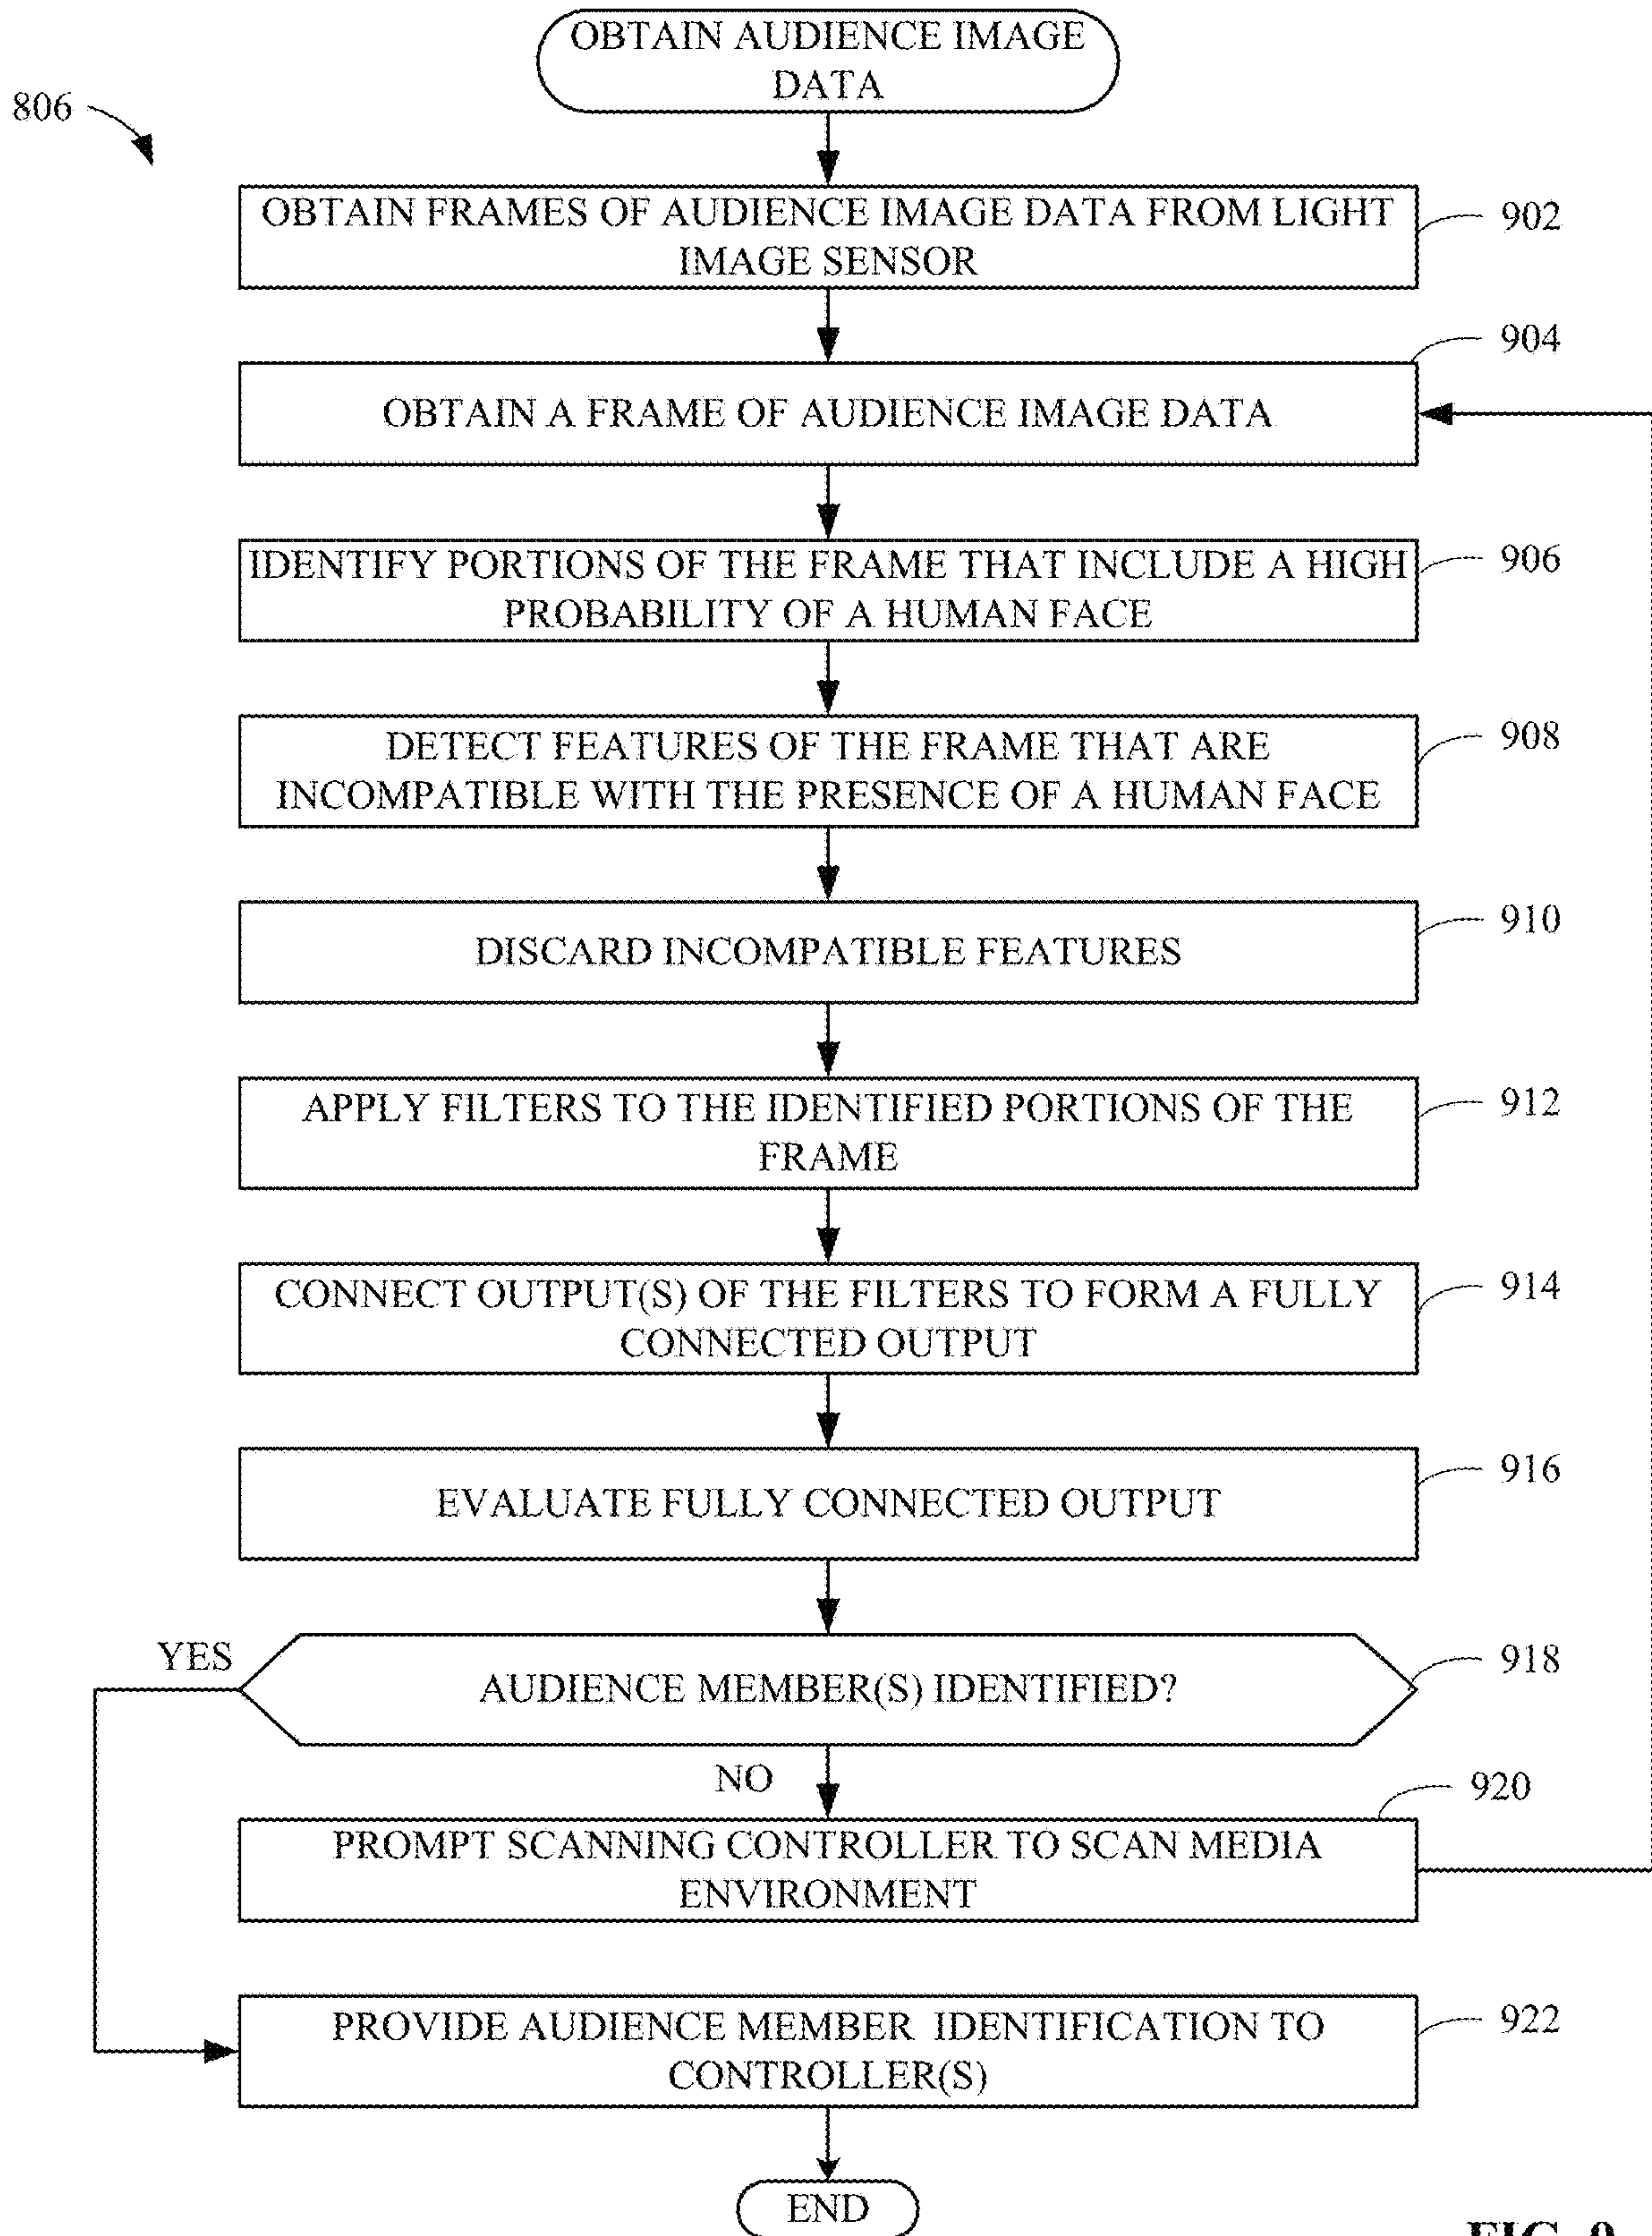 OBTAIN AUDIENCE IMAGE
DATA
806
OBTAIN FRAMES OF AUDIENCE IMAGE DATA FROM LIGHT
IMAGE SENSOR
902
904
OBTAIN A FRAME OF AUDIENCE IMAGE DATA
IDENTIFY PORTIONS OF THE FRAME THAT INCLUDE A HIGH
PROBABILITY OF A HUMAN FACE
906
DETECT FEATURES OF THE FRAME THAT ARE
INCOMPATIBLE WITH THE PRESENCE OF A HUMAN FACE
908
DISCARD INCOMPATIBLE FEATURES
910
APPLY FILTERS TO THE IDENTIFIED PORTIONS OF THE
FRAME
912
CONNECT OUTPUT(S) OF THE FILTERS TO FORM A FULLY
CONNECTED OUTPUT
914
EVALUATE FULLY CONNECTED OUTPUT
916
YES
AUDIENCE MEMBER(S) IDENTIFIED?
918
NO
920
PROMPT SCANNING CONTROLLER TO SCAN MEDIA
ENVIRONMENT
PROVIDE AUDIENCE MEMBER IDENTIFICATION TO
CONTROLLER(S)
922
END
FIG. 9